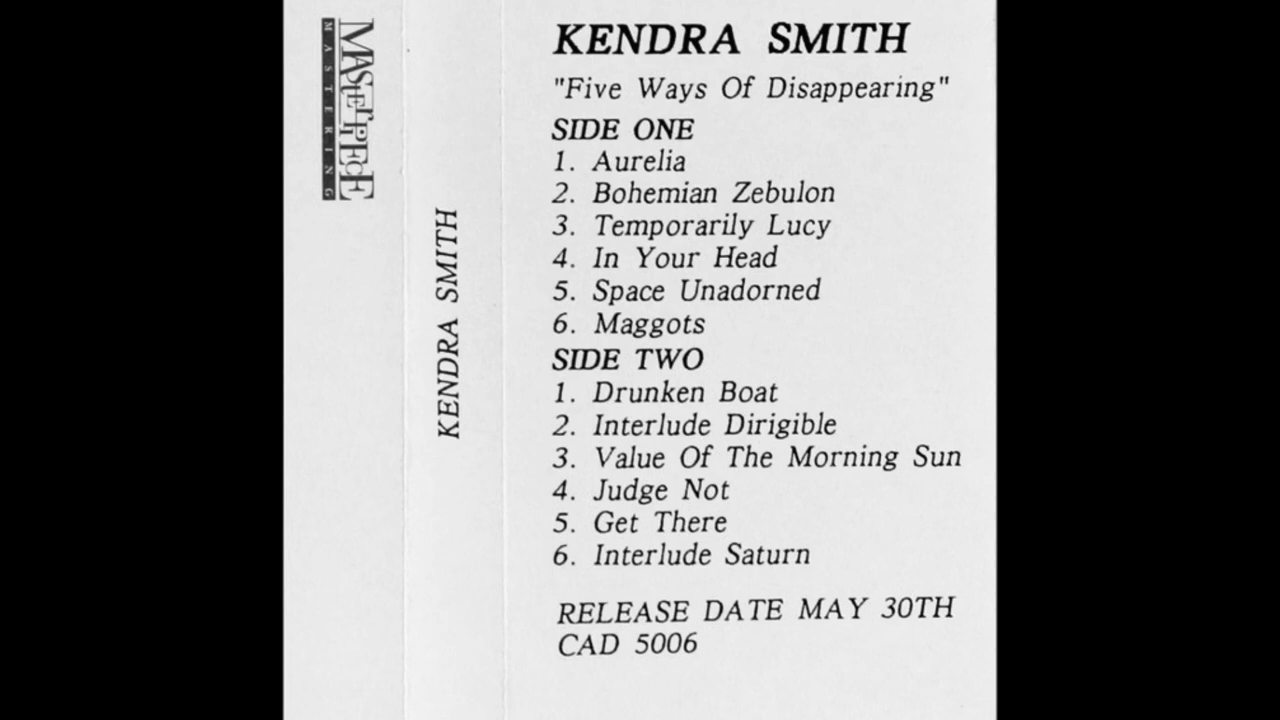 MASTERPIECE
MASTERING
KENDRA SMITH
KENDRA SMITH
"Five Ways Of Disappearing"
SIDE ONE
1. Aurelia
2. Bohemian Zebulon
3. Temporarily Lucy
4. In Your Head
5. Space Unadorned
6. Maggots
SIDE TWO
1. Drunken Boat
2. Interlude Dirigible
3. Value Of The Morning Sun
4. Judge Not
5. Get There
6. Interlude Saturn
RELEASE DATE MAY 30TH
CAD 5006